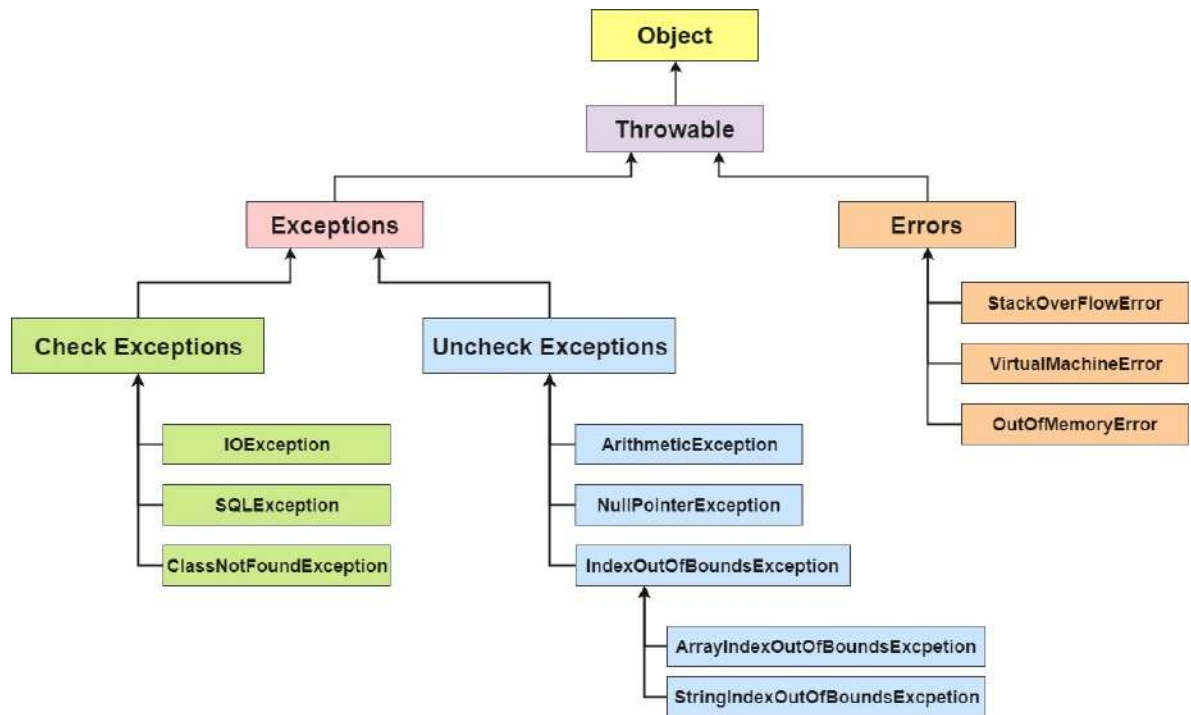 Object
Throwable
Exceptions
Errors
StackOverFlowError
Check Exceptions
Uncheck Exceptions
VirtualMachineError
OutOfMemoryError
IOException
ArithmeticException
SQLException
NullPointerException
ClassNotFoundException
IndexOutOfBoundsException
ArrayIndexOutOfBoundsExcpetion
StringIndexOutOfBoundsExcpetion